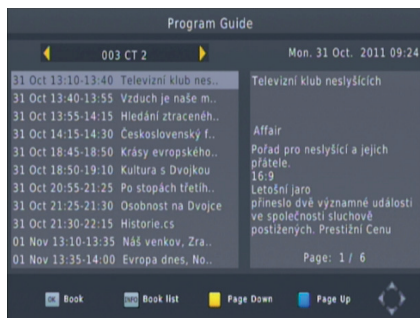 Program Guide
003 CT 2
Mon. 31 Oct. 2011 09:24
31 Oct 13:10-13:40 Televizní klub nes..
31 Oct 13:40-13:55 Vzduch je naše m..
31 Oct 13:55-14:15 Hledání ztraceněh..
31 Oct 14:15-14:30 Československý f..
31 Oct 18:45-18:50 Krásy evropského..
31 Oct 18:50-19:10 Kultura s Dvojkou
31 Oct 20:55-21:25 Po stopách třetíh..
31 Oct 21:25-21:30 Osobnost na Dvojce
31 Oct 21:30-22:15 Historie.cs
01 Nov 13:10-13:35 Náš venkov, Zra..
01 Nov 13:35-14:00 Evropa dnes, No..
Televizní klub neslyšících
Affair
Pořad pro neslyšící a jejich
přátele.
16:9
Letošní jaro
přineslo dvě významné události
ve společnosti sluchově
postižených. Prestižní Cenu
Page: 1 / 6
OK Book
INFO Book list
Page Down
Page Up